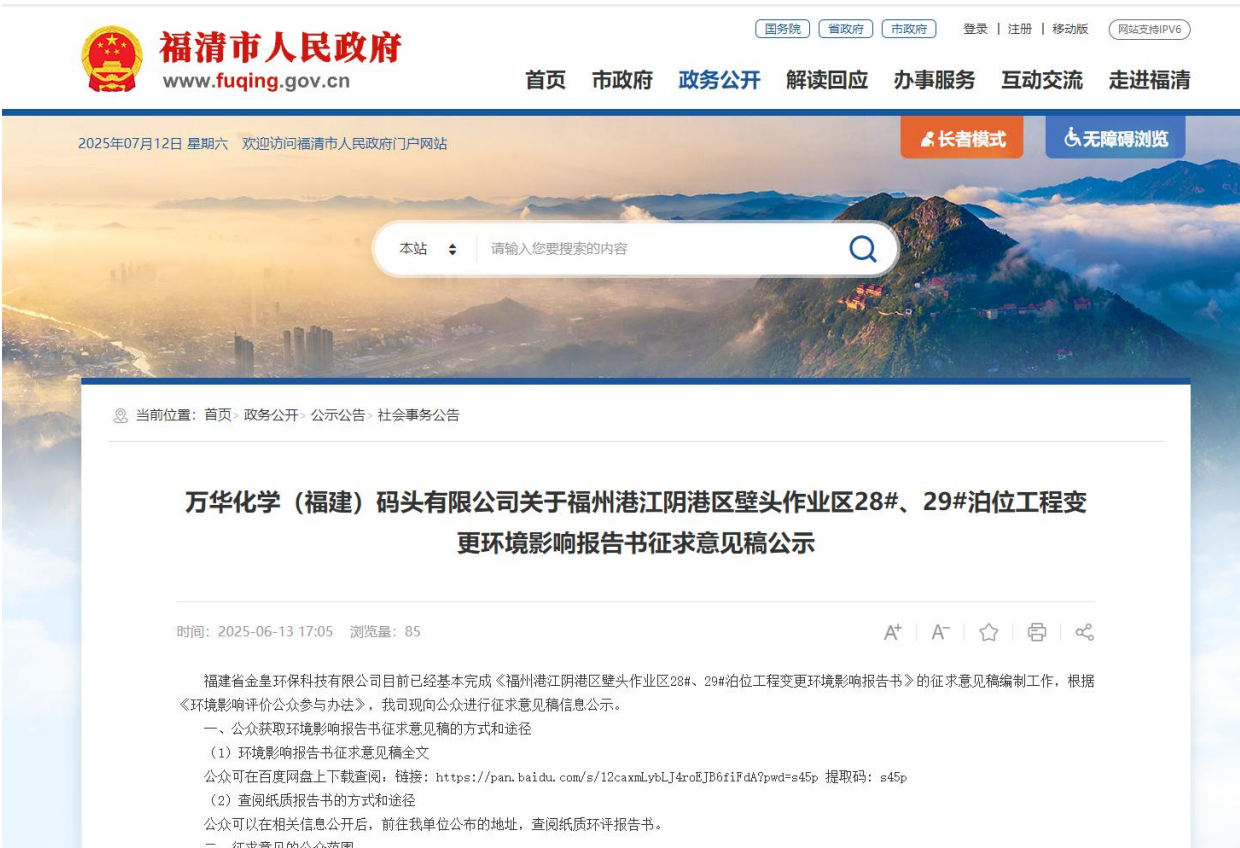 国务院 省政府 市政府 登录 | 注册 | 移动版 网站支持IPV6
福清市人民政府
www.fuqing.gov.cn
首页 市政府 政务公开 解读回应 办事服务 互动交流 走进福清
2025年07月12日 星期六 欢迎访问福清市人民政府门户网站
长者模式 无障碍浏览
本站 请输入您要搜索的内容
当前位置：首页> 政务公开> 公示公告> 社会事务公告
万华化学（福建）码头有限公司关于福州港江阴港区壁头作业区28#、29#泊位工程变
更环境影响报告书征求意见稿公示
时间：2025-06-13 17:05 浏览量：85
A+ A-
福建省金皇环保科技有限公司目前已经基本完成《福州港江阴港区壁头作业区28#、29#泊位工程变更环境影响报告书》的征求意见稿编制工作，根据
《环境影响评价公众参与办法》，我司现向公众进行征求意见稿信息公示。
一、公众获取环境影响报告书征求意见稿的方式和途径
（1）环境影响报告书征求意见稿全文
公众可在百度网盘上下载查阅：链接：https://pan.baidu.com/s/12caxmLybLJ4roEJB6fiFdA?pwd=s45p 提取码：s45p
（2）查阅纸质报告书的方式和途径
公众可以在相关信息公开后，前往我单位公布的地址，查阅纸质环评报告书。
二、征求意见的公众范围